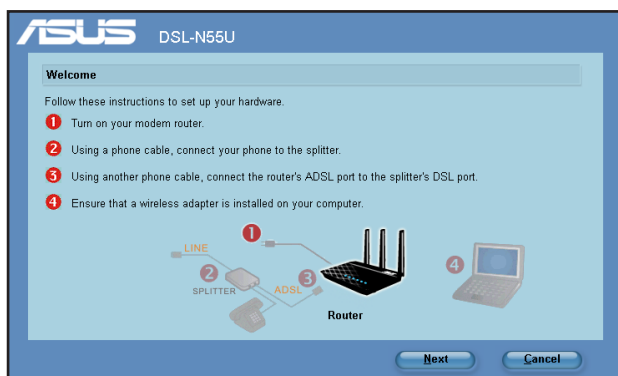 ASUS DSL-N55U
Welcome
Follow these instructions to set up your hardware.
1 Turn on your modem router.
2 Using a phone cable, connect your phone to the splitter.
3 Using another phone cable, connect the router's ADSL port to the splitter's DSL port.
4 Ensure that a wireless adapter is installed on your computer.
1
LINE
2
SPLITTER
ADSL
3
4
Router
Next Cancel